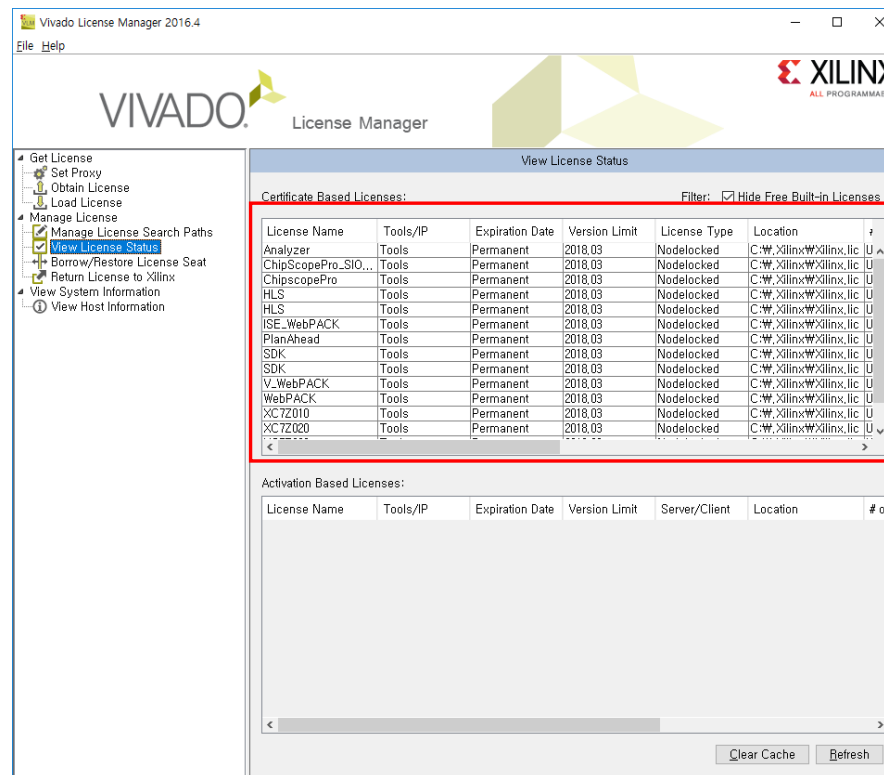 Vivado License Manager 2016.4
File Help
VIVADO. License Manager
XILINX
ALL PROGRAMMAB
Get License
Set Proxy
Obtain License
Load License
Manage License
Manage License Search Paths
View License Status
Borrow/Restore License Seat
Return License to Xilinx
View System Information
View Host Information
View License Status
Certificate Based Licenses: Filter: Hide Free Built-in Licenses
License Name Tools/IP Expiration Date Version Limit License Type Location
Analyzer Tools Permanent 2018.03 Nodelocked C:₩.Xilinx₩Xilinx.lic U
ChipScopePro_SIO... Tools Permanent 2018.03 Nodelocked C:₩.Xilinx₩Xilinx.lic U
ChipscopePro Tools Permanent 2018.03 Nodelocked C:₩.Xilinx₩Xilinx.lic U
HLS Tools Permanent 2018.03 Nodelocked C:₩.Xilinx₩Xilinx.lic U
HLS Tools Permanent 2018.03 Nodelocked C:₩.Xilinx₩Xilinx.lic U
ISE_WebPACK Tools Permanent 2018.03 Nodelocked C:₩.Xilinx₩Xilinx.lic U
PlanAhead Tools Permanent 2018.03 Nodelocked C:₩.Xilinx₩Xilinx.lic U
SDK Tools Permanent 2018.03 Nodelocked C:₩.Xilinx₩Xilinx.lic U
SDK Tools Permanent 2018.03 Nodelocked C:₩.Xilinx₩Xilinx.lic U
V_WebPACK Tools Permanent 2018.03 Nodelocked C:₩.Xilinx₩Xilinx.lic U
WebPACK Tools Permanent 2018.03 Nodelocked C:₩.Xilinx₩Xilinx.lic U
XC7Z010 Tools Permanent 2018.03 Nodelocked C:₩.Xilinx₩Xilinx.lic U
XC7Z020 Tools Permanent 2018.03 Nodelocked C:₩.Xilinx₩Xilinx.lic U
Activation Based Licenses:
License Name Tools/IP Expiration Date Version Limit Server/Client Location # o
Clear Cache Refresh